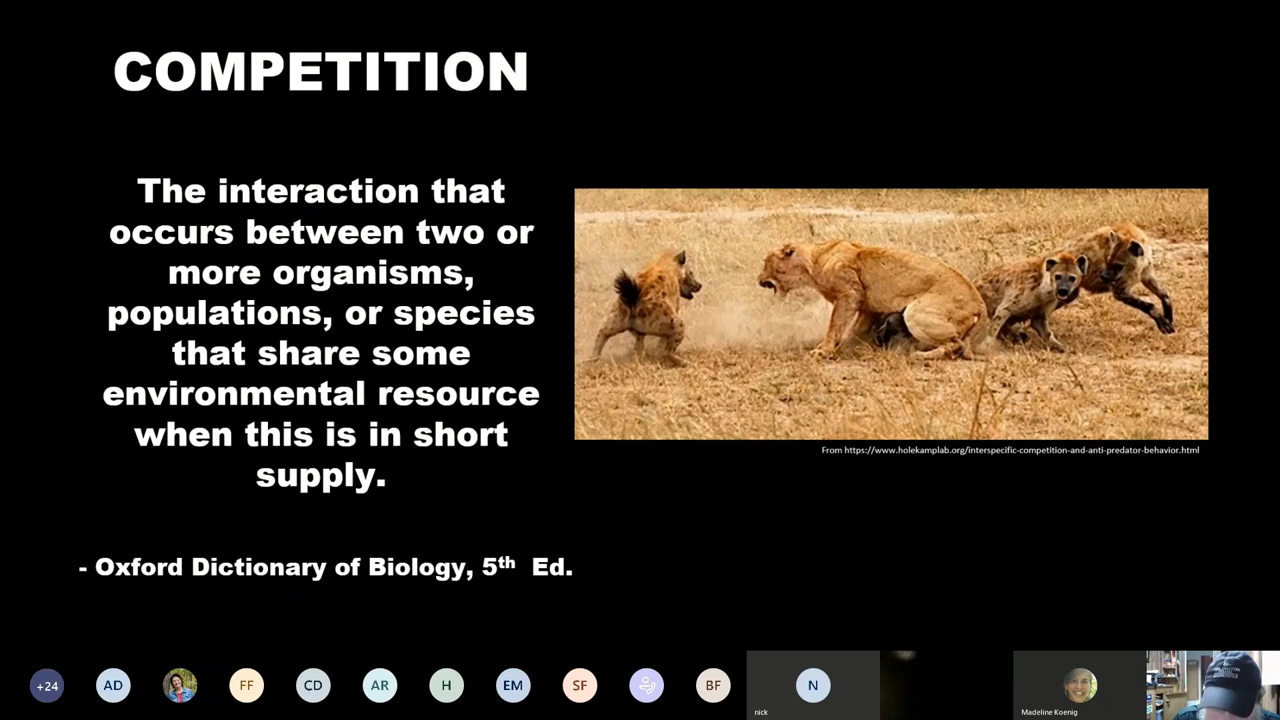 COMPETITION
The interaction that
occurs between two or
more organisms,
populations, or species
that share some
environmental resource
when this is in short
supply.
From https://www.holekamplab.org/interspecific-competition-and-anti-predator-behavior.html
- Oxford Dictionary of Biology, 5th Ed.
+24
AD
FF
CD
AR
H
EM
SF
BF
N
nick
Madeline Koenig